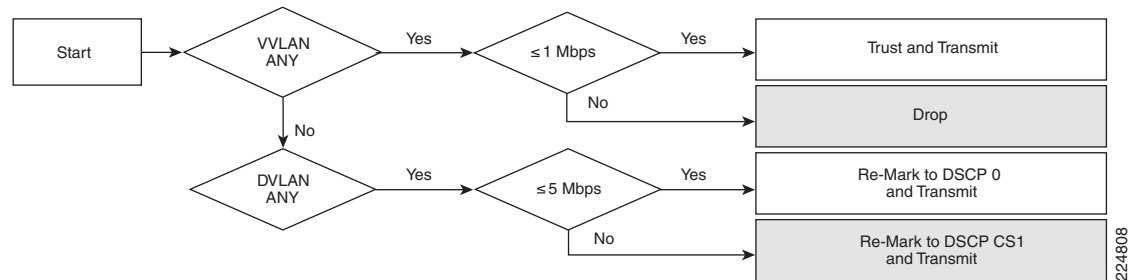 Start
VVLAN
ANY
Yes
≤ 1 Mbps
Yes
Trust and Transmit
No
Drop
No
DVLAN
ANY
Yes
≤ 5 Mbps
Yes
Re-Mark to DSCP 0
and Transmit
No
Re-Mark to DSCP CS1
and Transmit
224808